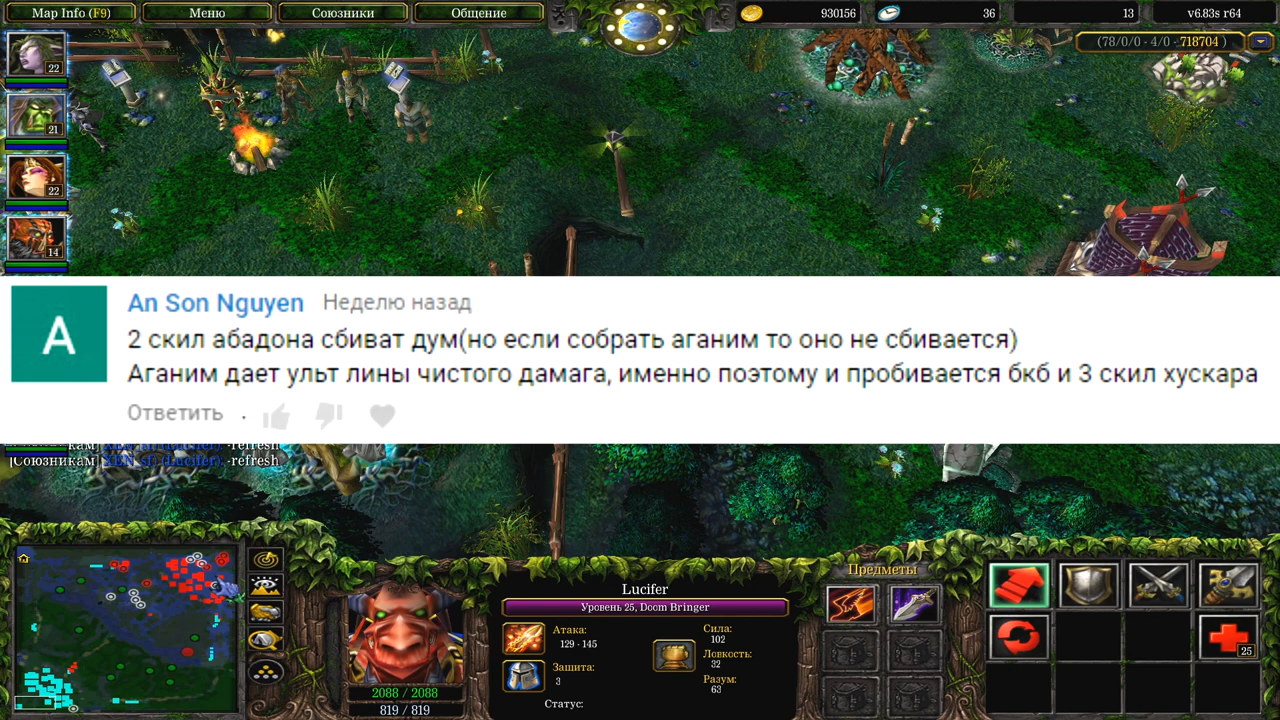 Map Info (F9)
Меню
Союзники
Общение
930156
36
13
v6.83s r64
(78/0/0 - 4/0 - 718704 )
22
21
22
14
A
An Son Nguyen Неделю назад
2 скил абадона сбиват дум(но если собрать аганим то оно не сбивается)
Аганим дает ульт лины чистого дамага, именно поэтому и пробивается бкб и 3 скил хускара
Ответить
(Lucifer): -refresh
[Союзникам] XEN_sf) (Lucifer): -refresh
Lucifer
Уровень 25, Doom Bringer
Атака:
129 - 145
Защита:
3
Сила:
102
Ловкость:
32
Разум:
63
Статус:
2088 / 2088
819 / 819
Предметы
25